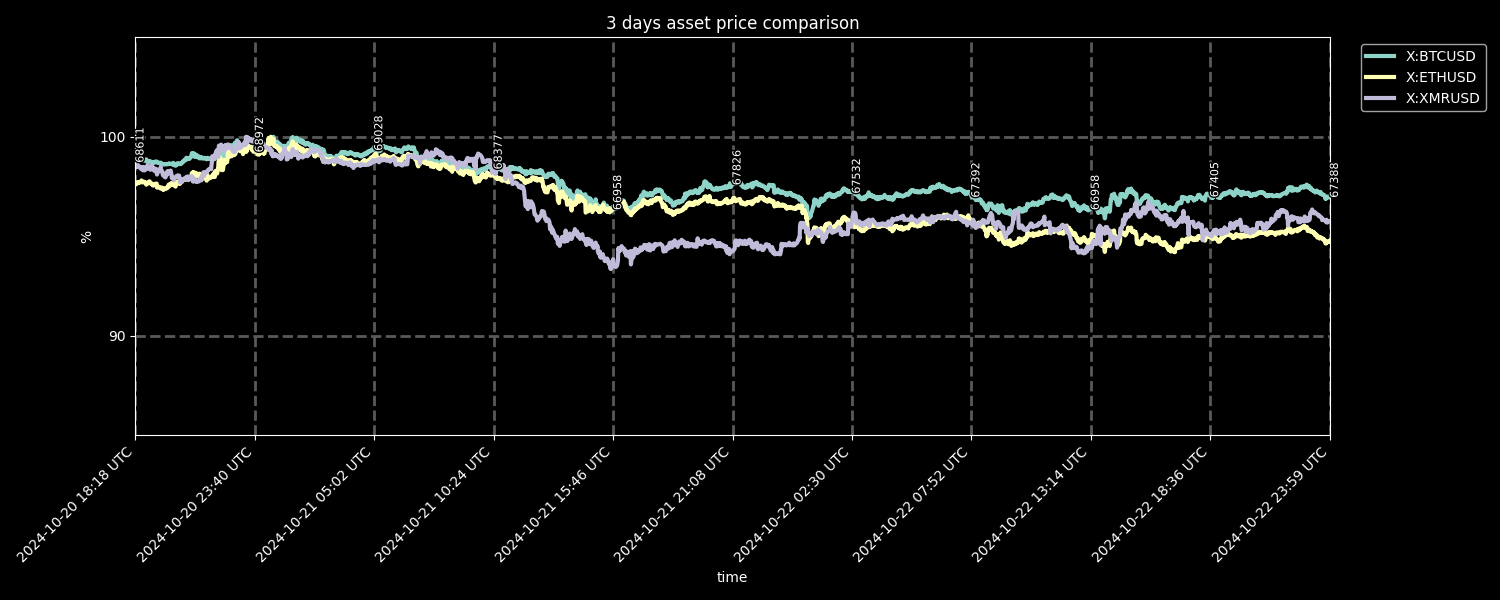 3 days asset price comparison
X:BTCUSD
X:ETHUSD
X:XMRUSD
100
90
%
68611
68972
69028
68377
66958
67826
67532
67392
66958
67405
67388
2024-10-20 18:18 UTC
2024-10-20 23:40 UTC
2024-10-21 05:02 UTC
2024-10-21 10:24 UTC
2024-10-21 15:46 UTC
2024-10-21 21:08 UTC
2024-10-22 02:30 UTC
2024-10-22 07:52 UTC
2024-10-22 13:14 UTC
2024-10-22 18:36 UTC
2024-10-22 23:59 UTC
time